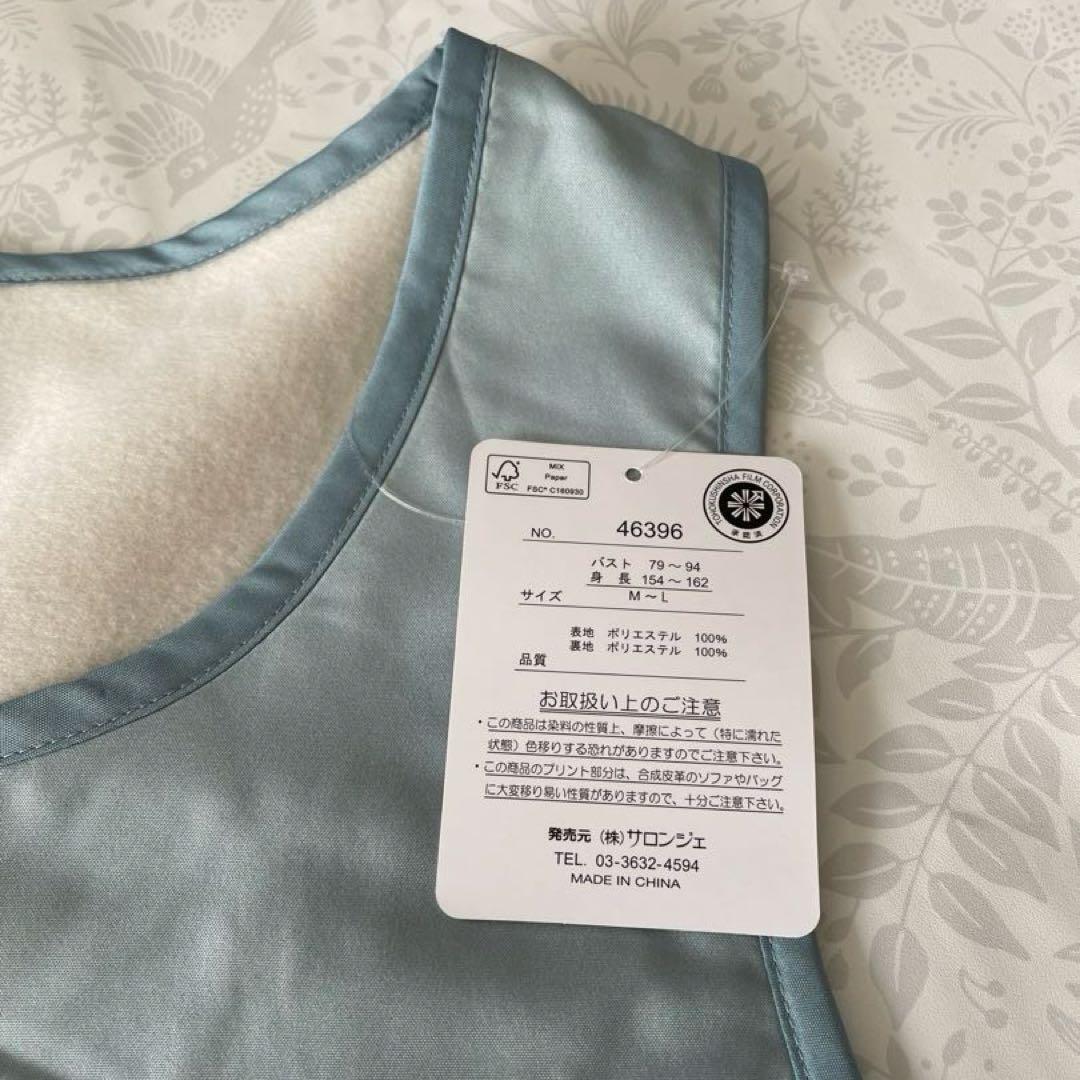 FSC
MIX
Paper
FSC® C160930
TOHOKUSHINSHA FILM CORPORATION
承認済
NO. 46396
バスト 79～94
身 長 154～162
サイズ M～L
表地 ポリエステル 100%
裏地 ポリエステル 100%
品質
お取扱い上のご注意
・この商品は染料の性質上、摩擦によって（特に濡れた
状態）色移りする恐れがありますのでご注意下さい。
・この商品のプリント部分は、合成皮革のソファやバッグ
に大変移り易い性質がありますので、十分ご注意下さい。
発売元 （株）サロンジェ
TEL. 03-3632-4594
MADE IN CHINA